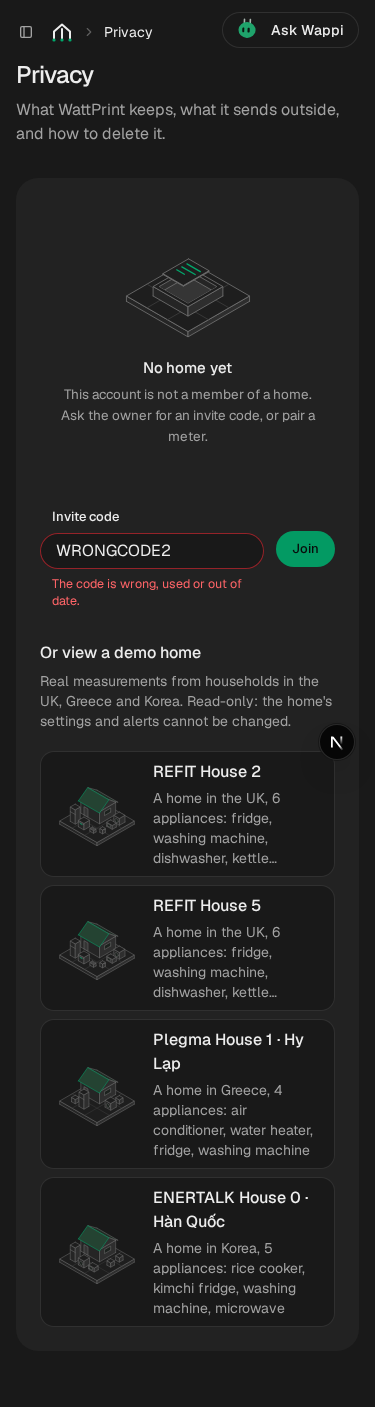 Privacy
Ask Wappi
Privacy
What WattPrint keeps, what it sends outside,
and how to delete it.
No home yet
This account is not a member of a home.
Ask the owner for an invite code, or pair a
meter.
Invite code
WRONGCODE2
Join
The code is wrong, used or out of
date.
Or view a demo home
Real measurements from households in the
UK, Greece and Korea. Read-only: the home's
settings and alerts cannot be changed.
N
REFIT House 2
A home in the UK, 6
appliances: fridge,
washing machine,
dishwasher, kettle…
REFIT House 5
A home in the UK, 6
appliances: fridge,
washing machine,
dishwasher, kettle…
Plegma House 1 · Hy
Lạp
A home in Greece, 4
appliances: air
conditioner, water heater,
fridge, washing machine
ENERTALK House 0 ·
Hàn Quốc
A home in Korea, 5
appliances: rice cooker,
kimchi fridge, washing
machine, microwave